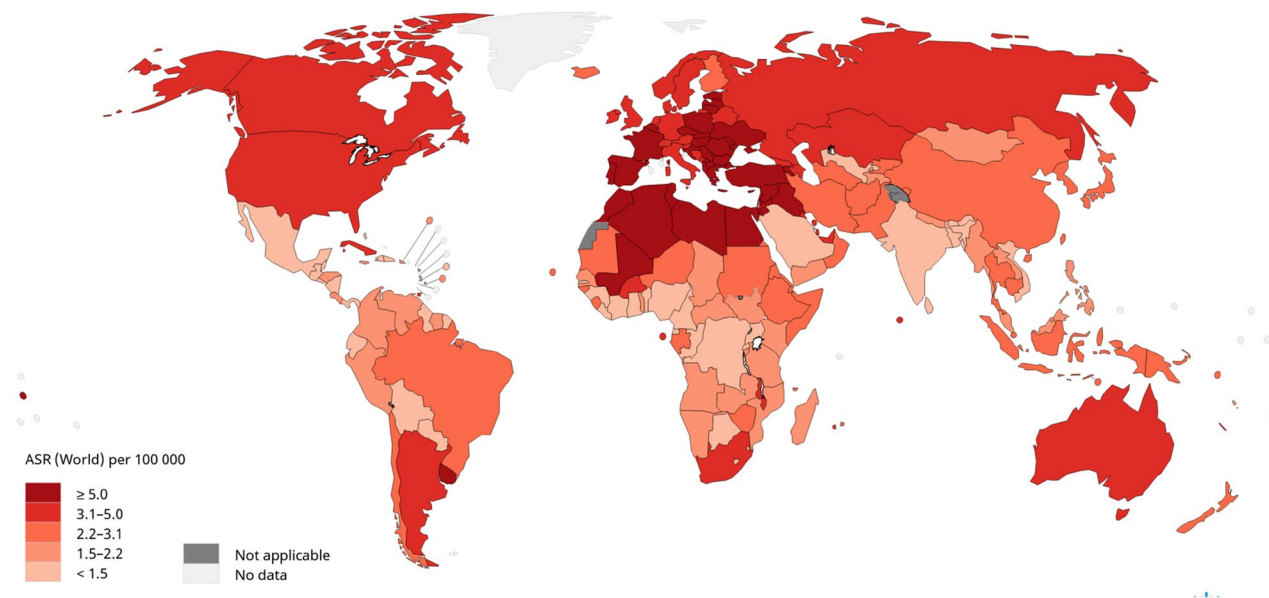 ASR (World) per 100 000
≥ 5.0
3.1–5.0
2.2–3.1
1.5–2.2
< 1.5
Not applicable
No data